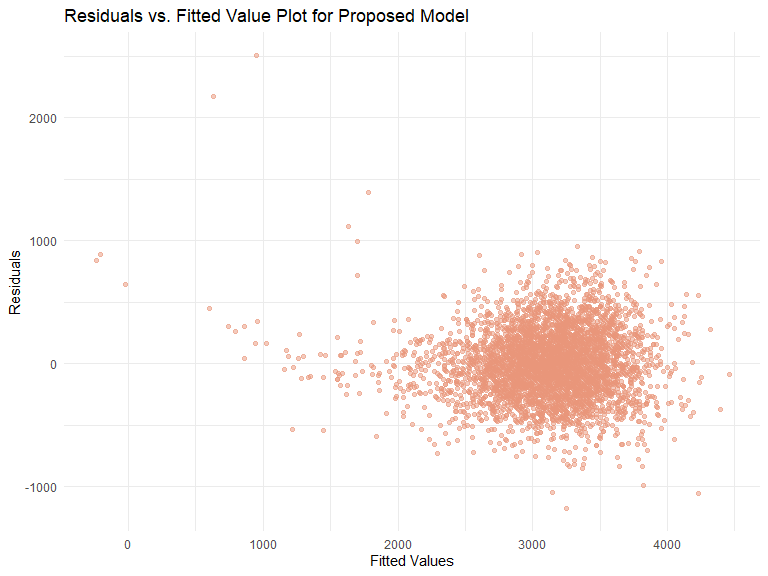 Residuals vs. Fitted Value Plot for Proposed Model
2000
1000
0
-1000
Residuals
0 1000 2000 3000 4000
Fitted Values